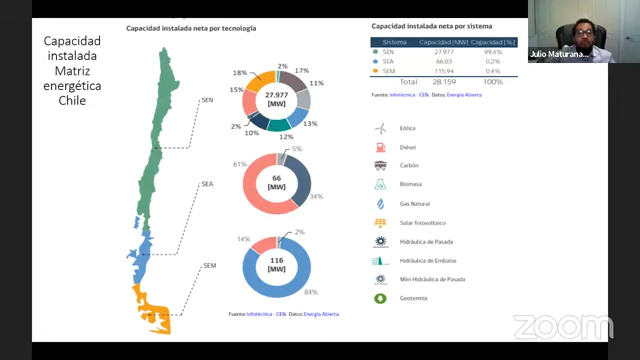 Capacidad
instalada
Matriz
energética
Chile
Capacidad instalada neta por tecnología
SEN
SEA
SEM
2%
17%
11%
13%
12%
10%
2%
15%
18%
27.977
[MW]
5%
34%
61%
66
[MW]
2%
84%
14%
116
[MW]
Fuente: Infotécnica - CEN. Datos: Energía Abierta.
Capacidad instalada neta por sistema
Sistema Capacidad [MW] Capacidad [%]
SEN 27.977 99,4%
SEA 66.03 0,2%
SEM 115.94 0,4%
Total 28.159 100%
Fuente: Infotécnica - CEN. Datos: Energía Abierta.
Eólica
Diésel
Carbón
Biomasa
Gas Natural
Solar fotovoltaico
Hidráulica de Pasada
Hidráulica de Embalse
Mini Hidráulica de Pasada
Geotermia
Julio Maturana...
zoom